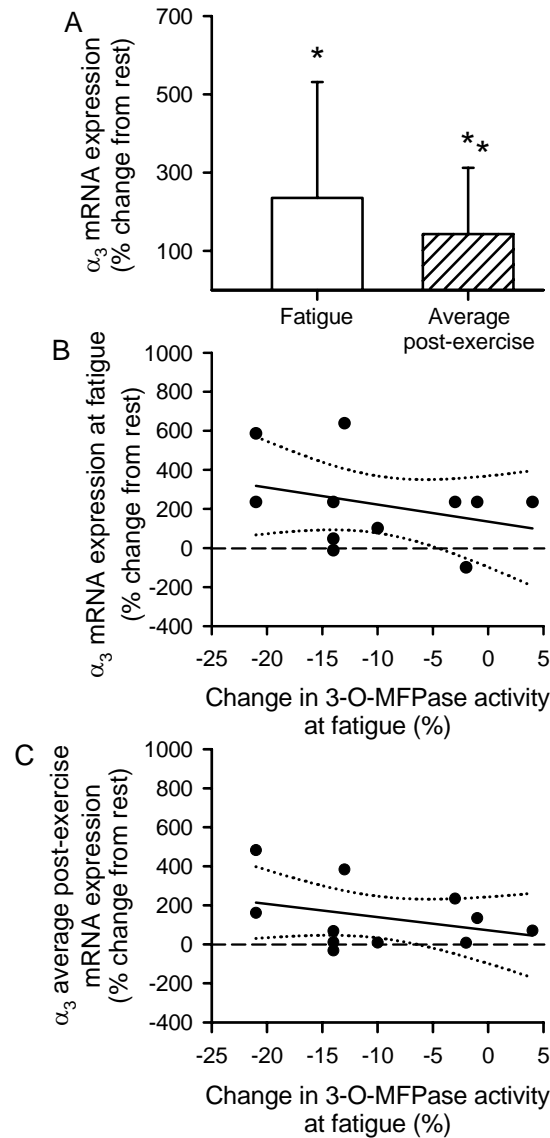 A
α3 mRNA expression
(% change from rest)
700
500
300
100
*
**
Fatigue
Average
post-exercise
B
α3 mRNA expression at fatigue
(% change from rest)
1000
800
600
400
200
0
-200
-400
-25 -20 -15 -10 -5 0 5
Change in 3-O-MFPase activity
at fatigue (%)
C
α3 average post-exercise
mRNA expression
(% change from rest)
1000
800
600
400
200
0
-200
-400
-25 -20 -15 -10 -5 0 5
Change in 3-O-MFPase activity
at fatigue (%)